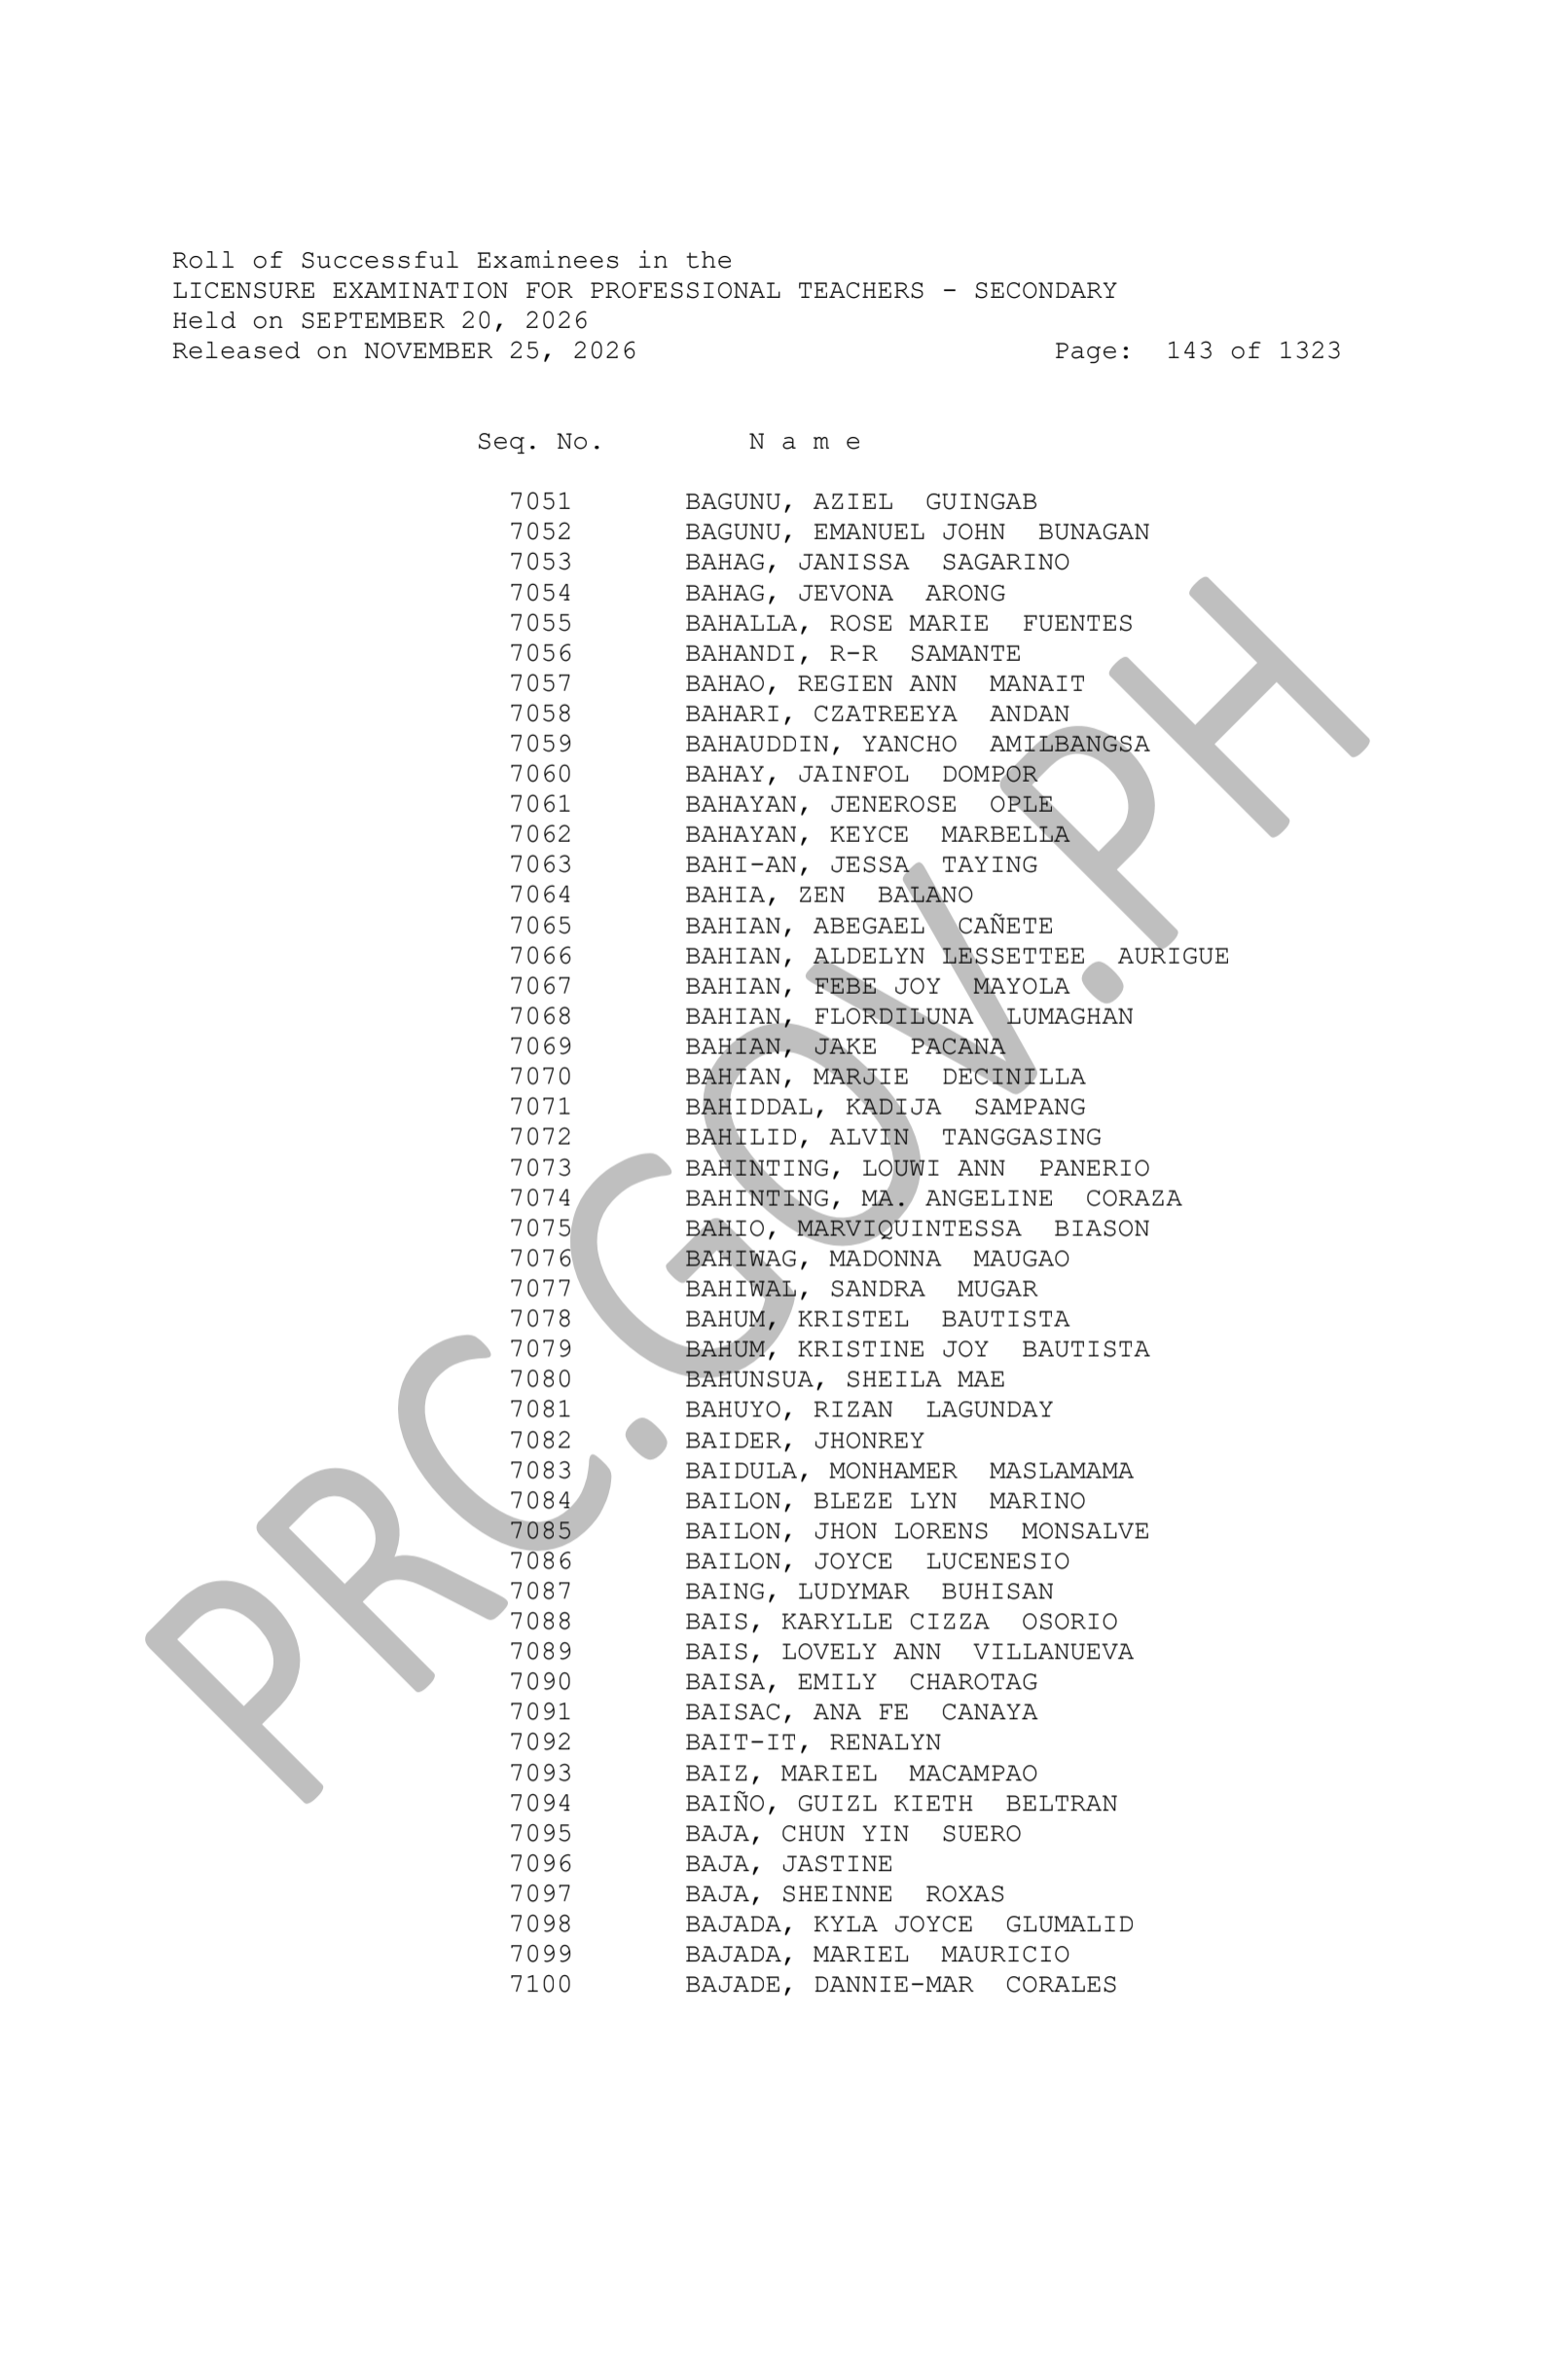 Roll of Successful Examinees in the
LICENSURE EXAMINATION FOR PROFESSIONAL TEACHERS - SECONDARY
Held on SEPTEMBER 20, 2026
Released on NOVEMBER 25, 2026 Page: 143 of 1323
Seq. No. N a m e
7051 BAGUNU, AZIEL GUINGAB
7052 BAGUNU, EMANUEL JOHN BUNAGAN
7053 BAHAG, JANISSA SAGARINO
7054 BAHAG, JEVONA ARONG
7055 BAHALLA, ROSE MARIE FUENTES
7056 BAHANDI, R-R SAMANTE
7057 BAHAO, REGIEN ANN MANAIT
7058 BAHARI, CZATREEYA ANDAN
7059 BAHAUDDIN, YANCHO AMILBANGSA
7060 BAHAY, JAINFOL DOMPOR
7061 BAHAYAN, JENEROSE OPLE
7062 BAHAYAN, KEYCE MARBELLA
7063 BAHI-AN, JESSA TAYING
7064 BAHIA, ZEN BALANO
7065 BAHIAN, ABEGAEL CAÑETE
7066 BAHIAN, ALDELYN LESSETTEE AURIGUE
7067 BAHIAN, FEBE JOY MAYOLA
7068 BAHIAN, FLORDILUNA LUMAGHAN
7069 BAHIAN, JAKE PACANA
7070 BAHIAN, MARJIE DECINILLA
7071 BAHIDDAL, KADIJA SAMPANG
7072 BAHILID, ALVIN TANGGASING
7073 BAHINTING, LOUWI ANN PANERIO
7074 BAHINTING, MA. ANGELINE CORAZA
7075 BAHIO, MARVIQUINTESSA BIASON
7076 BAHIWAG, MADONNA MAUGAO
7077 BAHIWAL, SANDRA MUGAR
7078 BAHUM, KRISTEL BAUTISTA
7079 BAHUM, KRISTINE JOY BAUTISTA
7080 BAHUNSUA, SHEILA MAE
7081 BAHUYO, RIZAN LAGUNDAY
7082 BAIDER, JHONREY
7083 BAIDULA, MONHAMER MASLAMAMA
7084 BAILON, BLEZE LYN MARINO
7085 BAILON, JHON LORENS MONSALVE
7086 BAILON, JOYCE LUCENESIO
7087 BAING, LUDYMAR BUHISAN
7088 BAIS, KARYLLE CIZZA OSORIO
7089 BAIS, LOVELY ANN VILLANUEVA
7090 BAISA, EMILY CHAROTAG
7091 BAISAC, ANA FE CANAYA
7092 BAIT-IT, RENALYN
7093 BAIZ, MARIEL MACAMPAO
7094 BAIÑO, GUIZL KIETH BELTRAN
7095 BAJA, CHUN YIN SUERO
7096 BAJA, JASTINE
7097 BAJA, SHEINNE ROXAS
7098 BAJADA, KYLA JOYCE GLUMALID
7099 BAJADA, MARIEL MAURICIO
7100 BAJADE, DANNIE-MAR CORALES
PRC.GOV.PH